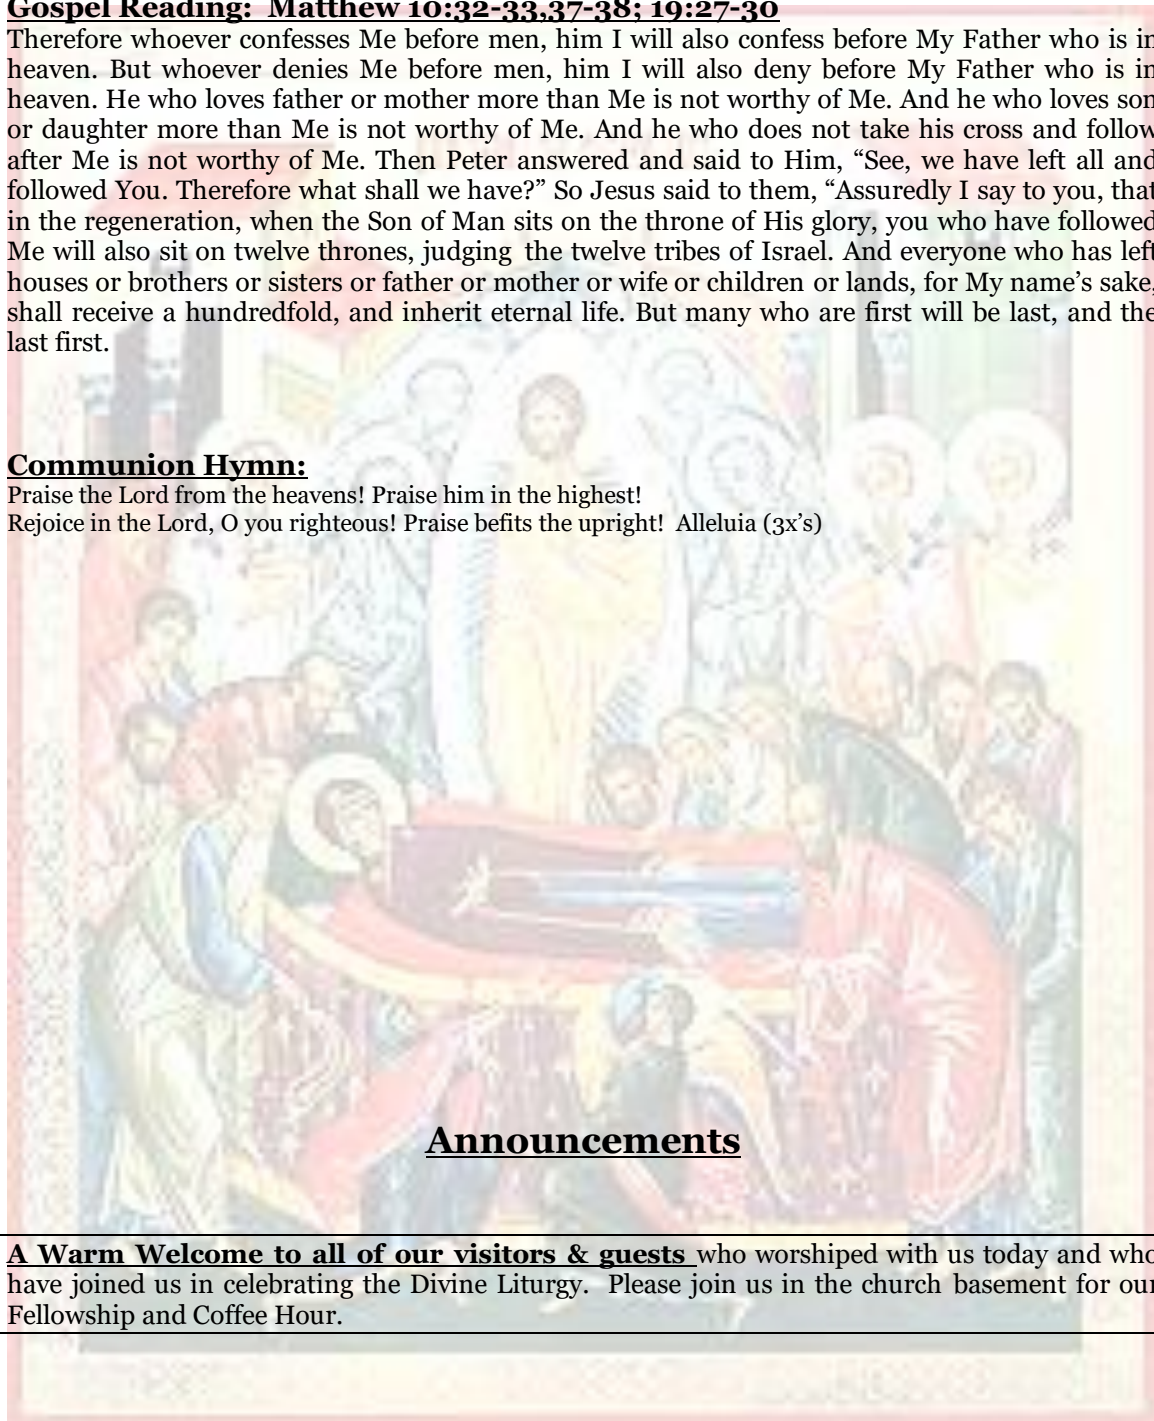 Gospel Reading:  Matthew 10:32-33,37-38; 19:27-30
Therefore whoever confesses Me before men, him I will also confess before My Father who is in
heaven. But whoever denies Me before men, him I will also deny before My Father who is in
heaven. He who loves father or mother more than Me is not worthy of Me. And he who loves son
or daughter more than Me is not worthy of Me. And he who does not take his cross and follow
after Me is not worthy of Me. Then Peter answered and said to Him, “See, we have left all and
followed You. Therefore what shall we have?” So Jesus said to them, “Assuredly I say to you, that
in the regeneration, when the Son of Man sits on the throne of His glory, you who have followed
Me will also sit on twelve thrones, judging the twelve tribes of Israel. And everyone who has left
houses or brothers or sisters or father or mother or wife or children or lands, for My name’s sake,
shall receive a hundredfold, and inherit eternal life. But many who are first will be last, and the
last first.
Communion Hymn:
Praise the Lord from the heavens! Praise him in the highest!
Rejoice in the Lord, O you righteous! Praise befits the upright!  Alleluia (3x’s)
Announcements
A Warm Welcome to all of our visitors & guests who worshiped with us today and who
have joined us in celebrating the Divine Liturgy.  Please join us in the church basement for our
Fellowship and Coffee Hour.